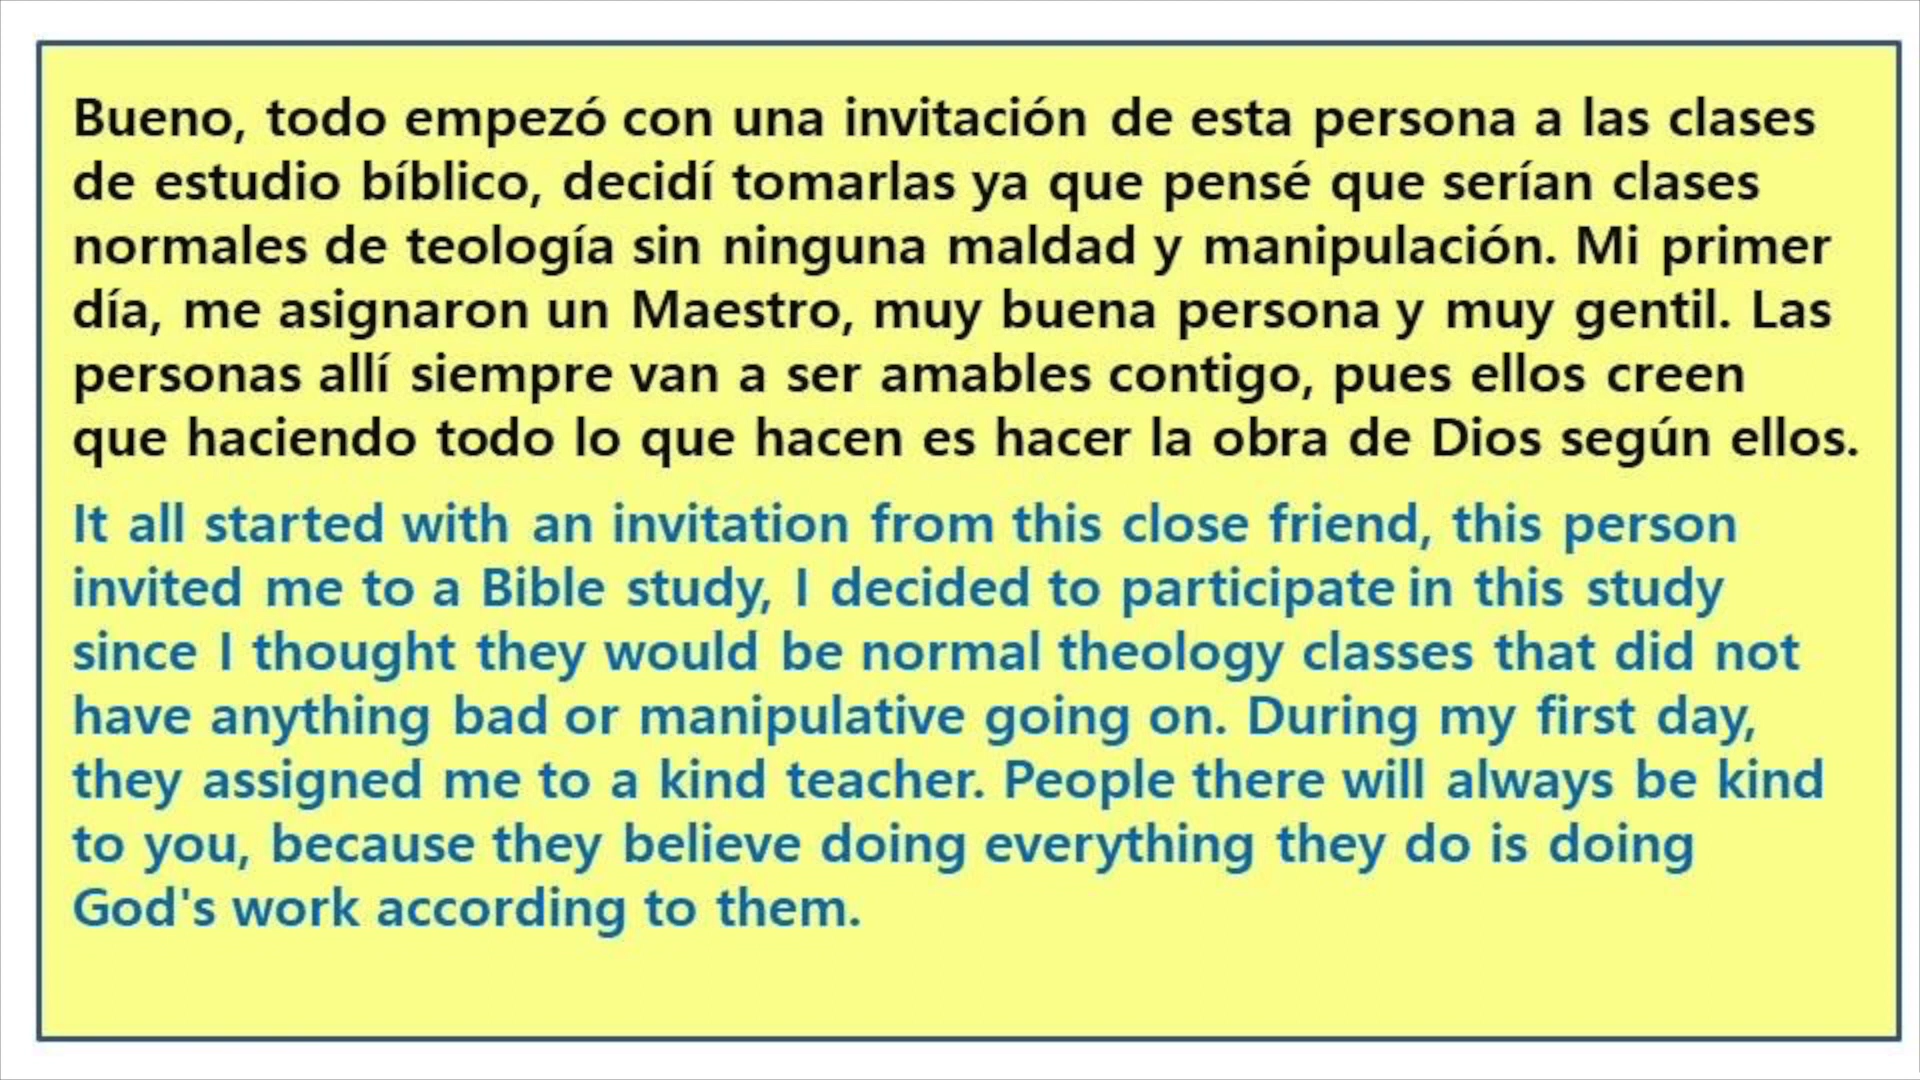 Bueno, todo empezó con una invitación de esta persona a las clases
de estudio bíblico, decidí tomarlas ya que pensé que serían clases
normales de teología sin ninguna maldad y manipulación. Mi primer
día, me asignaron un Maestro, muy buena persona y muy gentil. Las
personas allí siempre van a ser amables contigo, pues ellos creen
que haciendo todo lo que hacen es hacer la obra de Dios según ellos.
It all started with an invitation from this close friend, this person
invited me to a Bible study, I decided to participate in this study
since I thought they would be normal theology classes that did not
have anything bad or manipulative going on. During my first day,
they assigned me to a kind teacher. People there will always be kind
to you, because they believe doing everything they do is doing
God's work according to them.